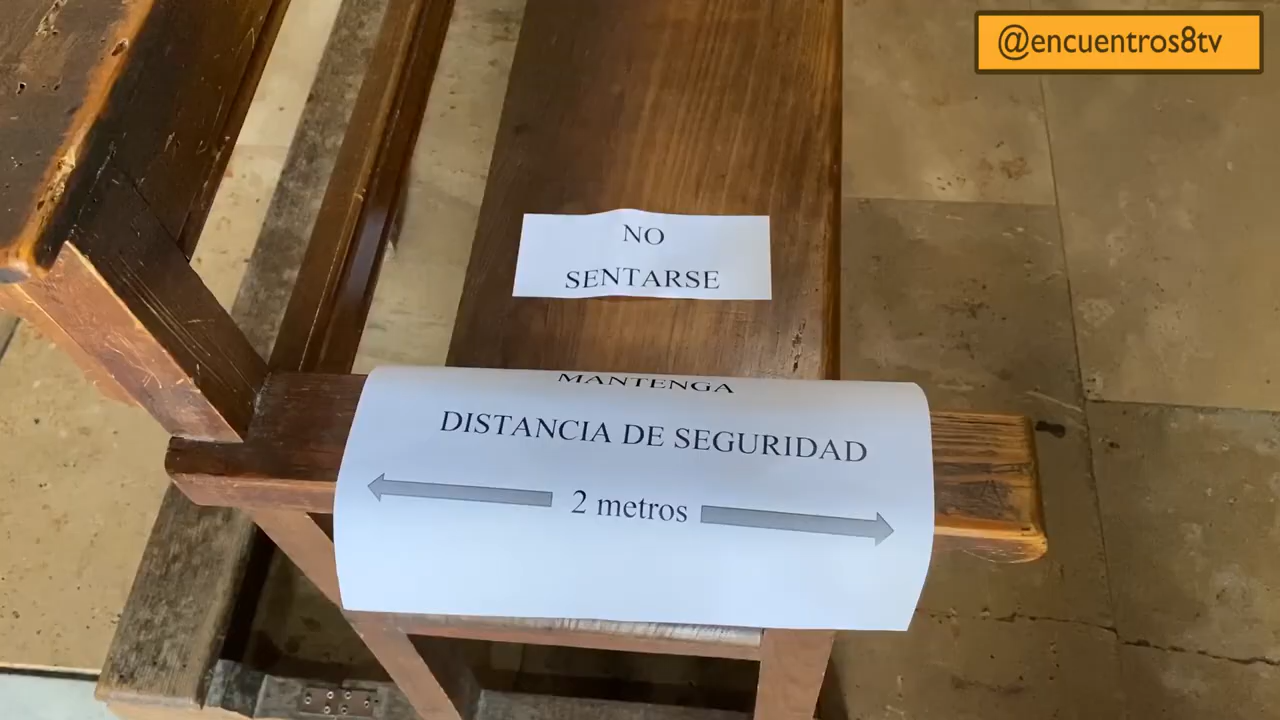 @encuentros8tv
NO
SENTARSE
MANTENGA
DISTANCIA DE SEGURIDAD
2 metros